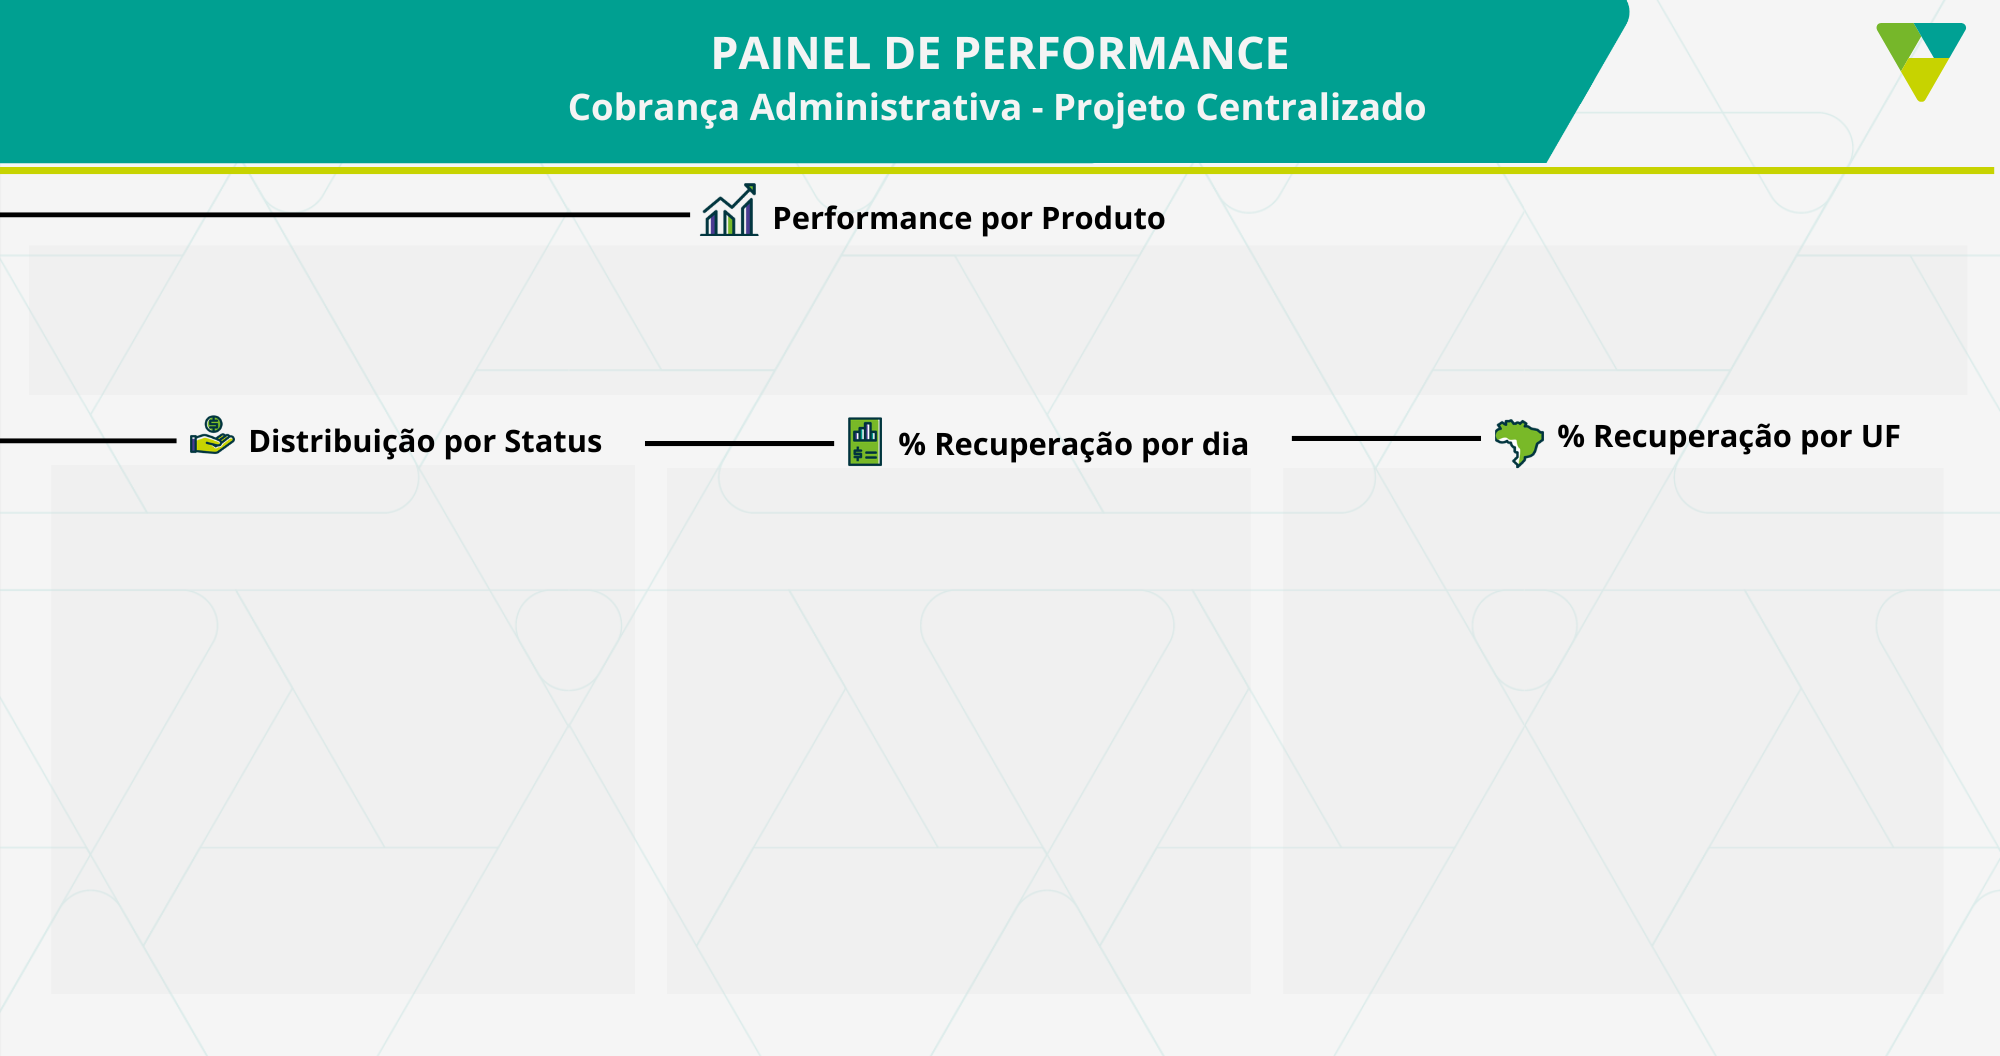 PAINEL DE PERFORMANCE
Cobrança Administrativa - Projeto Centralizado
Performance por Produto
Distribuição por Status
% Recuperação por dia
% Recuperação por UF